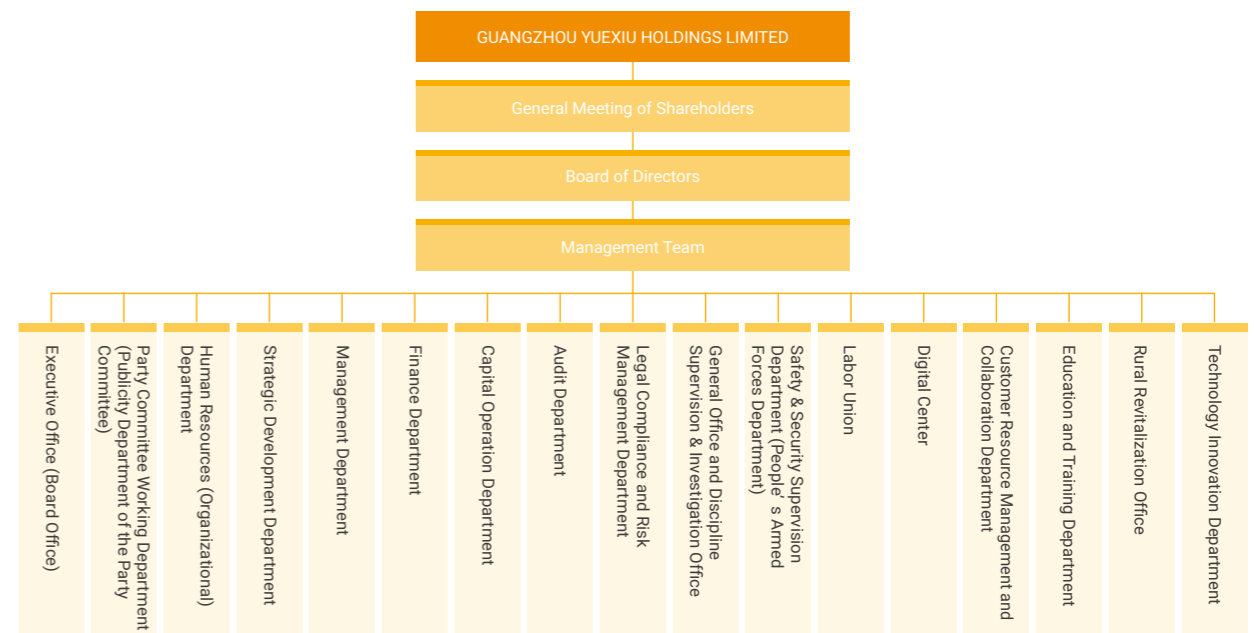 GUANGZHOU YUEXIU HOLDINGS LIMITED
General Meeting of Shareholders
Board of Directors
Management Team
Executive Office (Board Office)
Party Committee Working Department
(Publicity Department of the Party
Committee)
Human Resources (Organizational)
Department
Strategic Development Department
Management Department
Finance Department
Capital Operation Department
Audit Department
Legal Compliance and Risk
Management Department
General Office and Discipline
Supervision & Investigation Office
Safety & Security Supervision
Department (People’s Armed
Forces Department)
Labor Union
Digital Center
Customer Resource Management and
Collaboration Department
Education and Training Department
Rural Revitalization Office
Technology Innovation Department